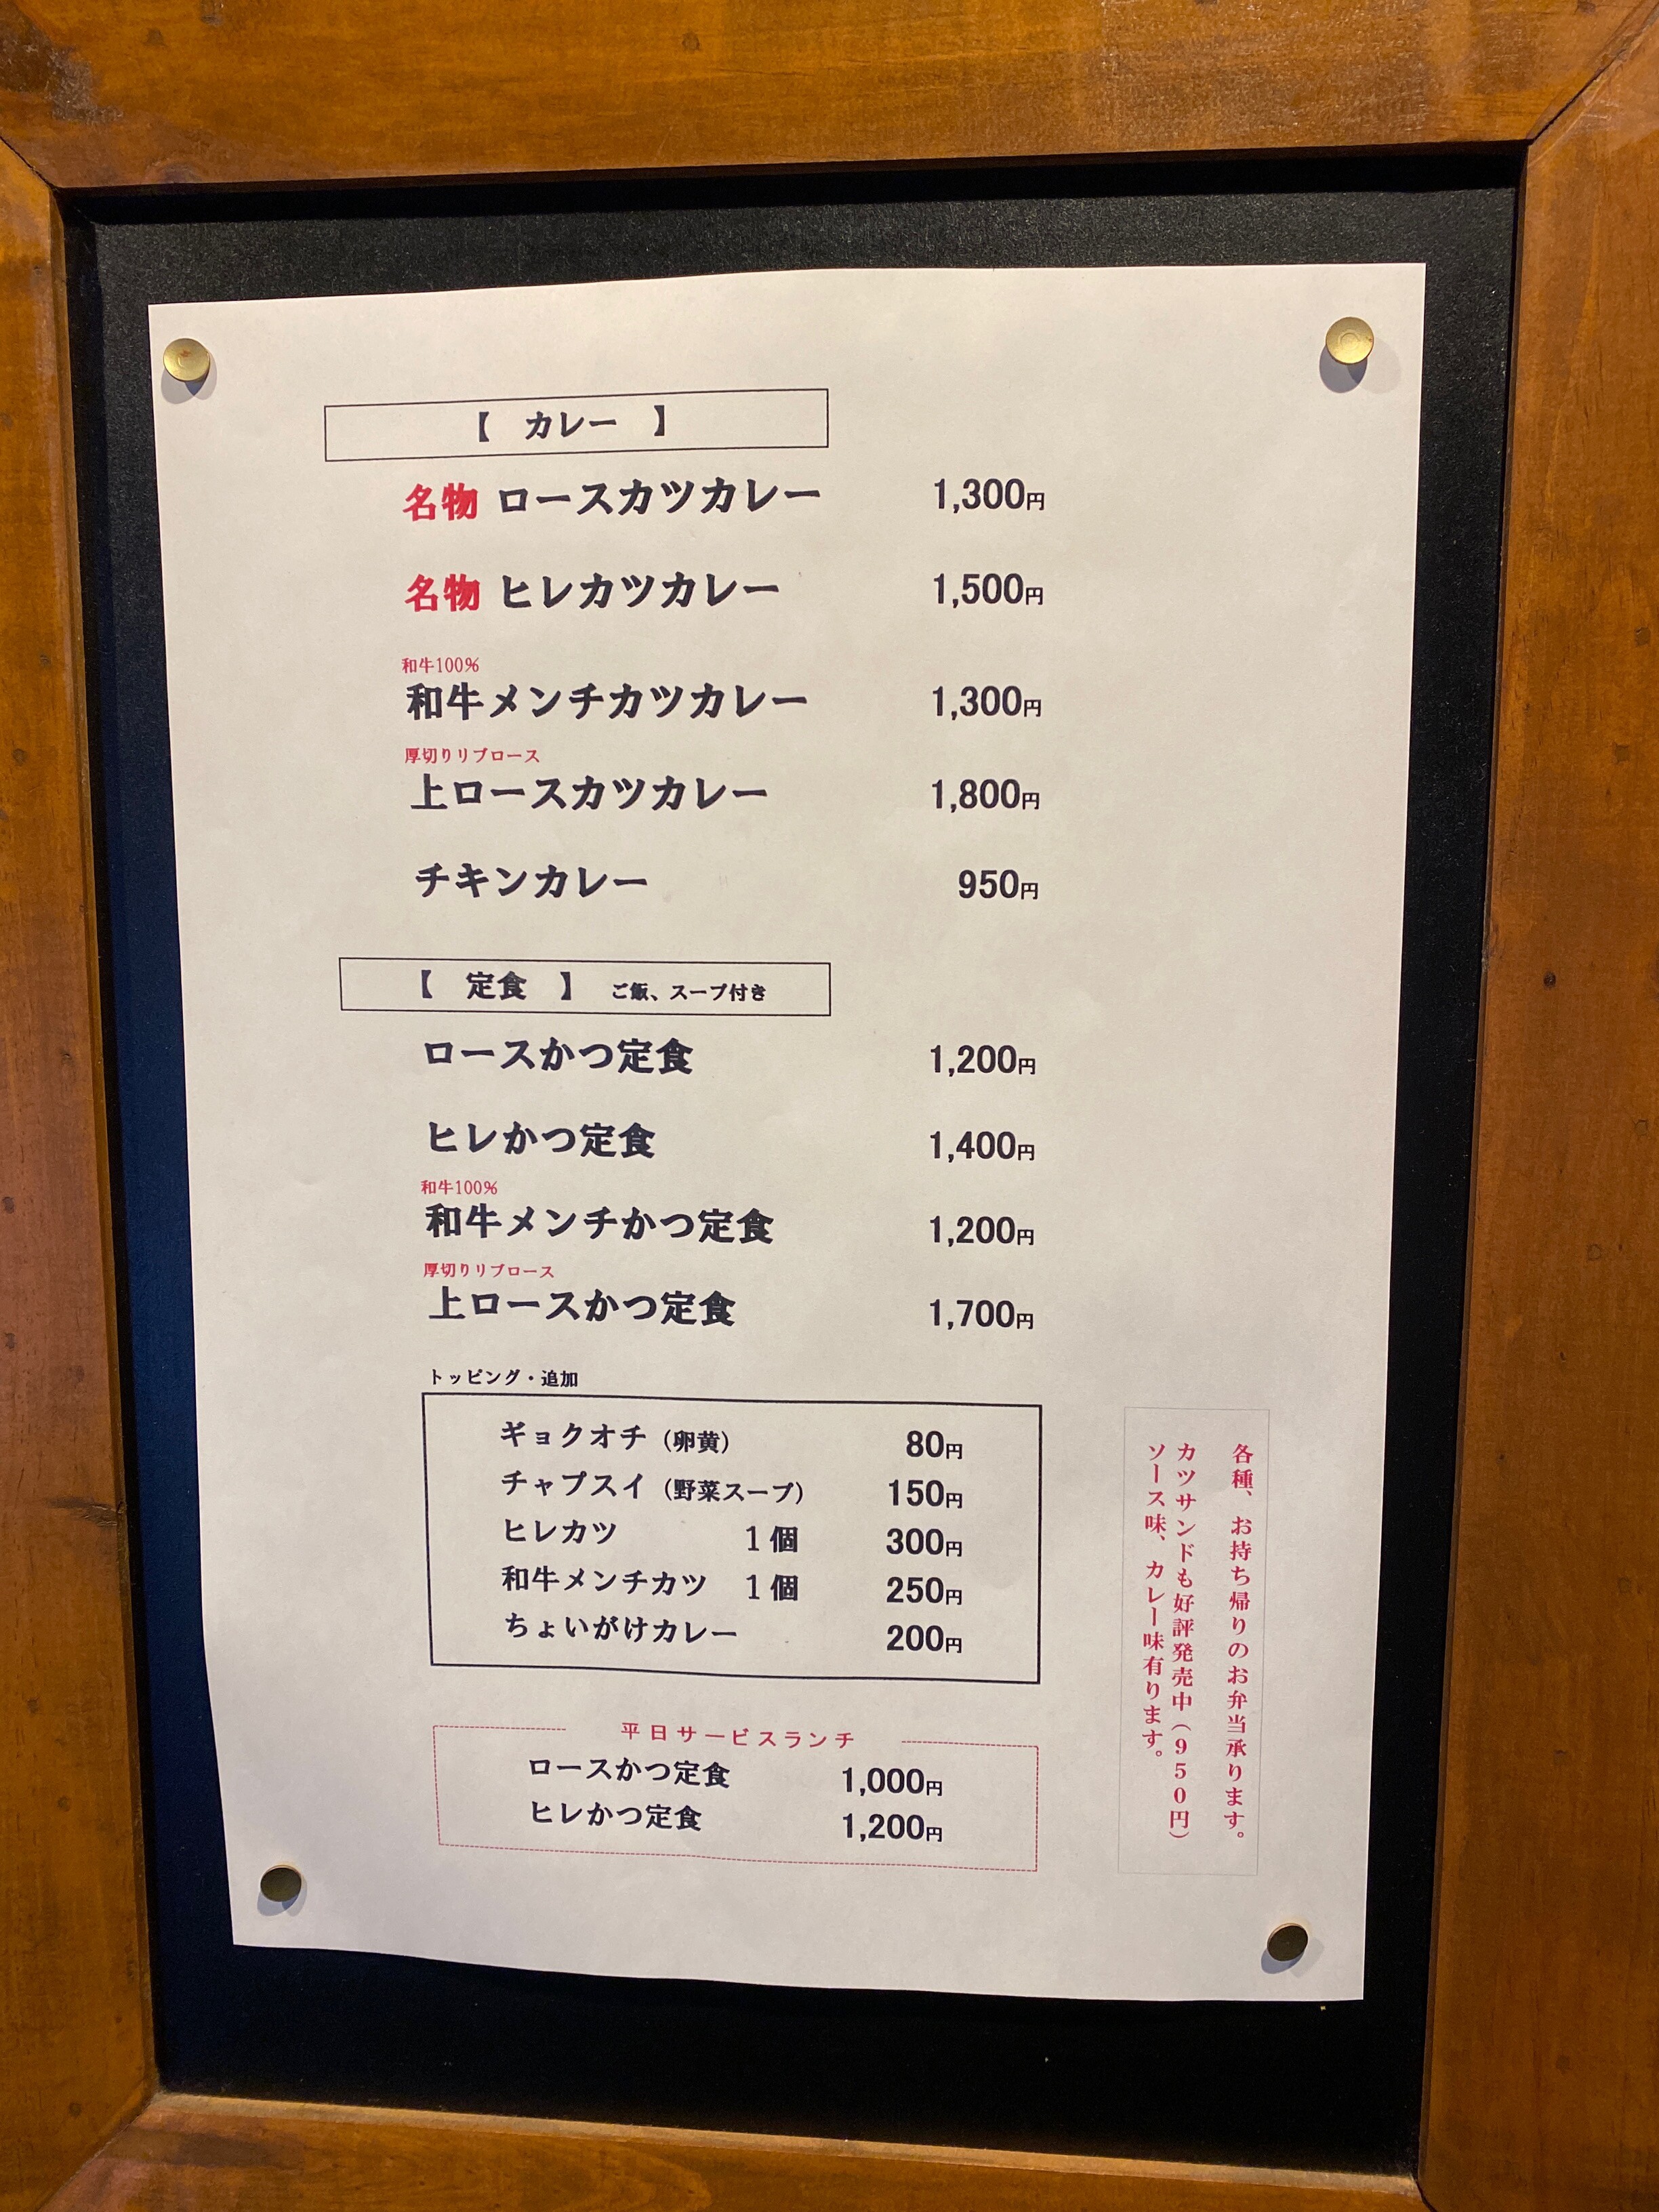 【 カレー 】
名物 ロースカツカレー 1,300円
名物 ヒレカツカレー 1,500円
和牛100%
和牛メンチカツカレー 1,300円
厚切りリブロース
上ロースカツカレー 1,800円
チキンカレー 950円
【 定食 】 ご飯、スープ付き
ロースかつ定食 1,200円
ヒレかつ定食 1,400円
和牛100%
和牛メンチかつ定食 1,200円
厚切りリブロース
上ロースかつ定食 1,700円
トッピング・追加
ギョクオチ(卵黄) 80円
チャプスイ(野菜スープ) 150円
ヒレカツ 1個 300円
和牛メンチカツ 1個 250円
ちょいがけカレー 200円
平日サービスランチ
ロースかつ定食 1,000円
ヒレかつ定食 1,200円
各種、お持ち帰りのお弁当承ります。
カツサンドも好評発売中(950円)
ソース味、カレー味有ります。